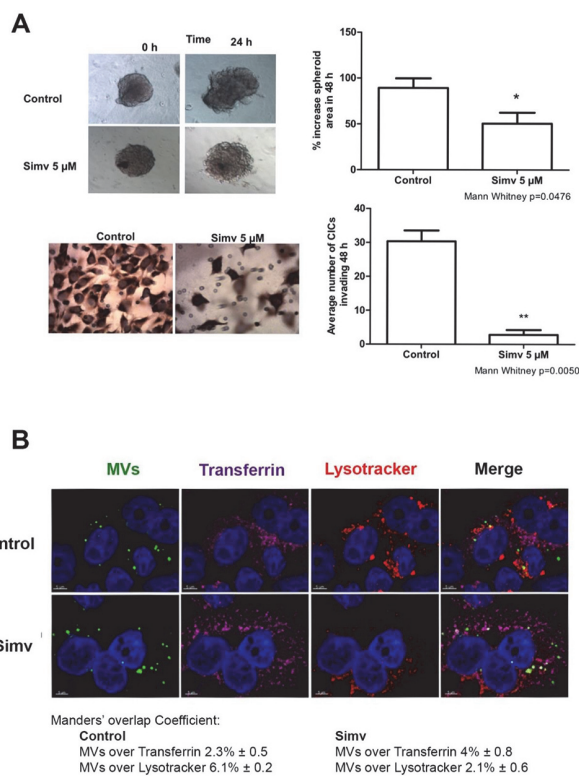 A
Time
0 h
24 h
Control
Simv 5 µM
Control
Simv 5 µM
% increase spheroid
area in 48 h
150
100
50
0
*
Control
Simv 5 µM
Mann Whitney p=0.0476
Average number of CICs
invading 48 h
40
30
20
10
0
**
Control
Simv 5 µM
Mann Whitney p=0.0050
B
MVs
Transferrin
Lysotracker
Merge
ntrol
Simv
Manders' overlap Coefficient:
Control
MVs over Transferrin 2.3% ± 0.5
MVs over Lysotracker 6.1% ± 0.2
Simv
MVs over Transferrin 4% ± 0.8
MVs over Lysotracker 2.1% ± 0.6